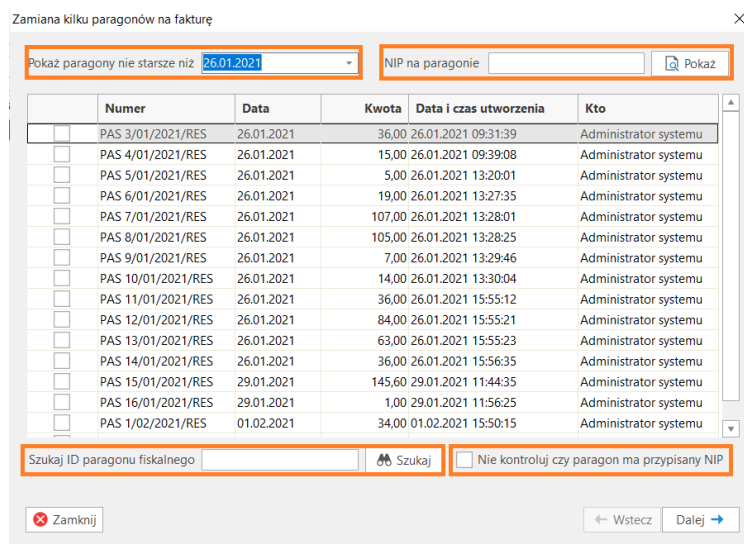 Zamiana kilku paragonów na fakturę
Pokaż paragony nie starsze niż 26.01.2021 NIP na paragonie Pokaż
Numer Data Kwota Data i czas utworzenia Kto
PAS 3/01/2021/RES 26.01.2021 36,00 26.01.2021 09:31:39 Administrator systemu
PAS 4/01/2021/RES 26.01.2021 15,00 26.01.2021 09:39:08 Administrator systemu
PAS 5/01/2021/RES 26.01.2021 5,00 26.01.2021 13:20:01 Administrator systemu
PAS 6/01/2021/RES 26.01.2021 19,00 26.01.2021 13:27:35 Administrator systemu
PAS 7/01/2021/RES 26.01.2021 107,00 26.01.2021 13:28:01 Administrator systemu
PAS 8/01/2021/RES 26.01.2021 105,00 26.01.2021 13:28:25 Administrator systemu
PAS 9/01/2021/RES 26.01.2021 7,00 26.01.2021 13:29:46 Administrator systemu
PAS 10/01/2021/RES 26.01.2021 14,00 26.01.2021 13:30:04 Administrator systemu
PAS 11/01/2021/RES 26.01.2021 36,00 26.01.2021 15:55:12 Administrator systemu
PAS 12/01/2021/RES 26.01.2021 84,00 26.01.2021 15:55:21 Administrator systemu
PAS 13/01/2021/RES 26.01.2021 63,00 26.01.2021 15:55:23 Administrator systemu
PAS 14/01/2021/RES 26.01.2021 36,00 26.01.2021 15:56:35 Administrator systemu
PAS 15/01/2021/RES 29.01.2021 145,60 29.01.2021 11:44:35 Administrator systemu
PAS 16/01/2021/RES 29.01.2021 1,00 29.01.2021 11:56:25 Administrator systemu
PAS 1/02/2021/RES 01.02.2021 34,00 01.02.2021 15:50:15 Administrator systemu
Szukaj ID paragonu fiskalnego Szukaj Nie kontroluj czy paragon ma przypisany NIP
Zamknij Wstecz Dalej